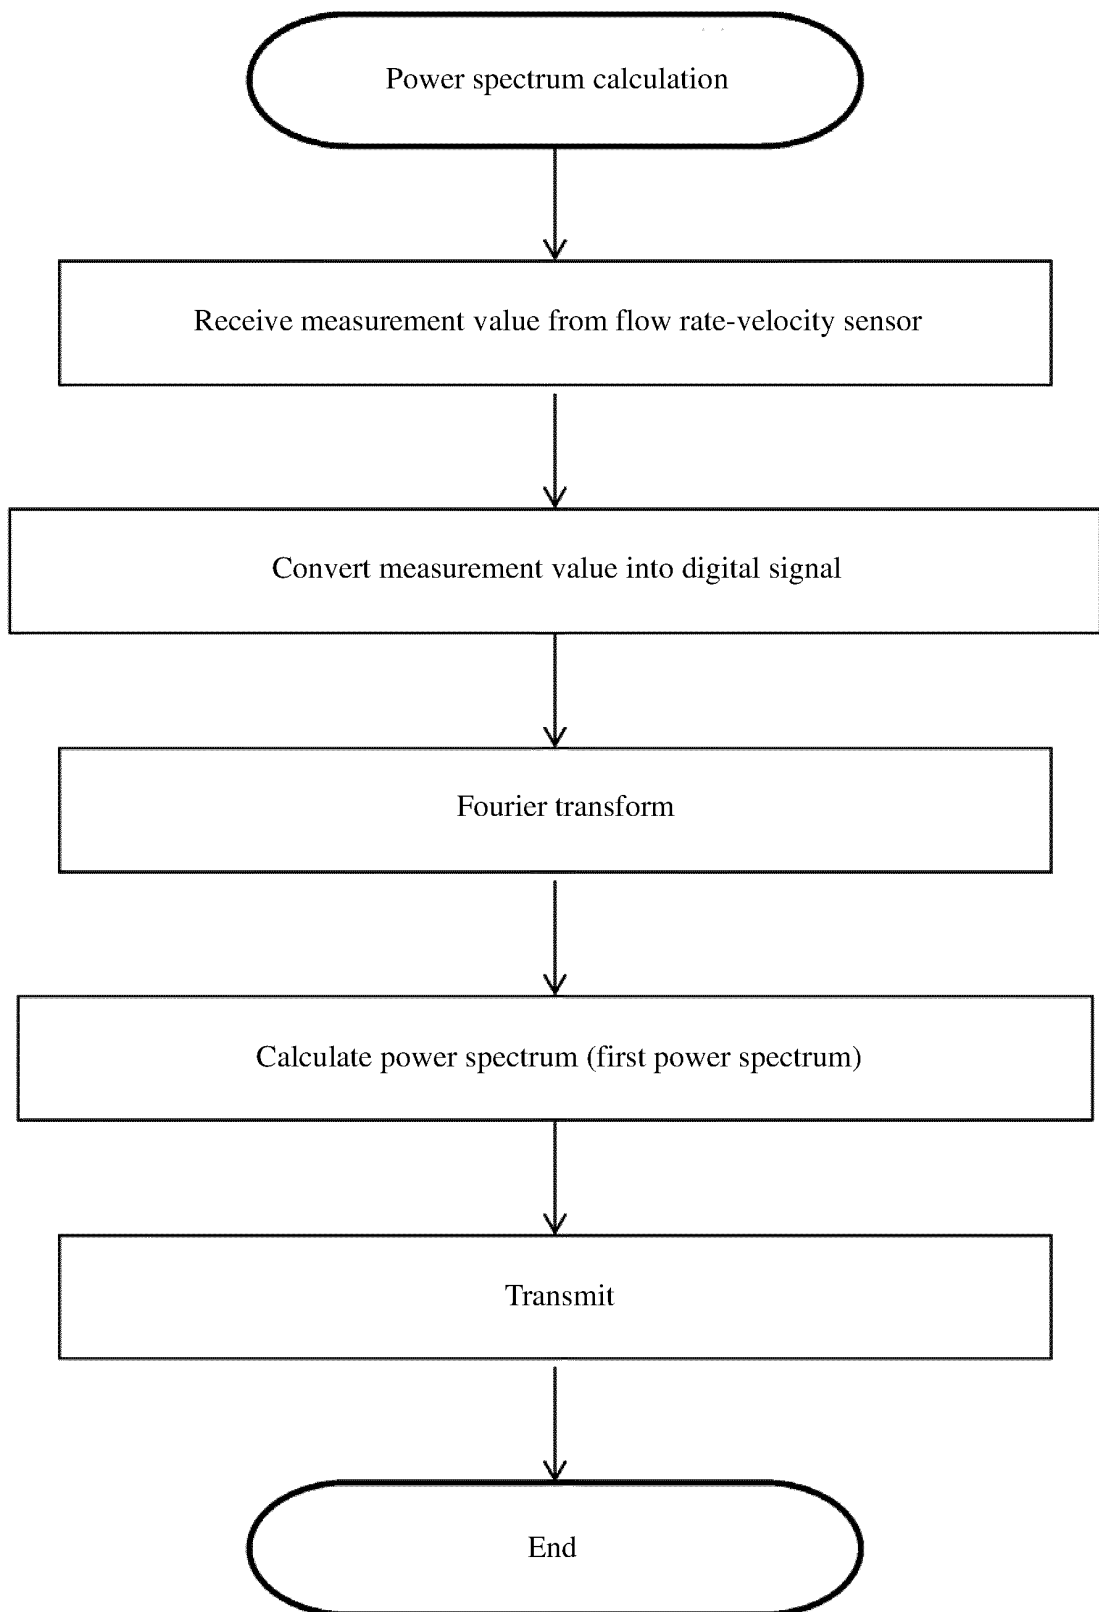 Power spectrum calculation
Receive measurement value from flow rate-velocity sensor
Convert measurement value into digital signal
Fourier transform
Calculate power spectrum (first power spectrum)
Transmit
End